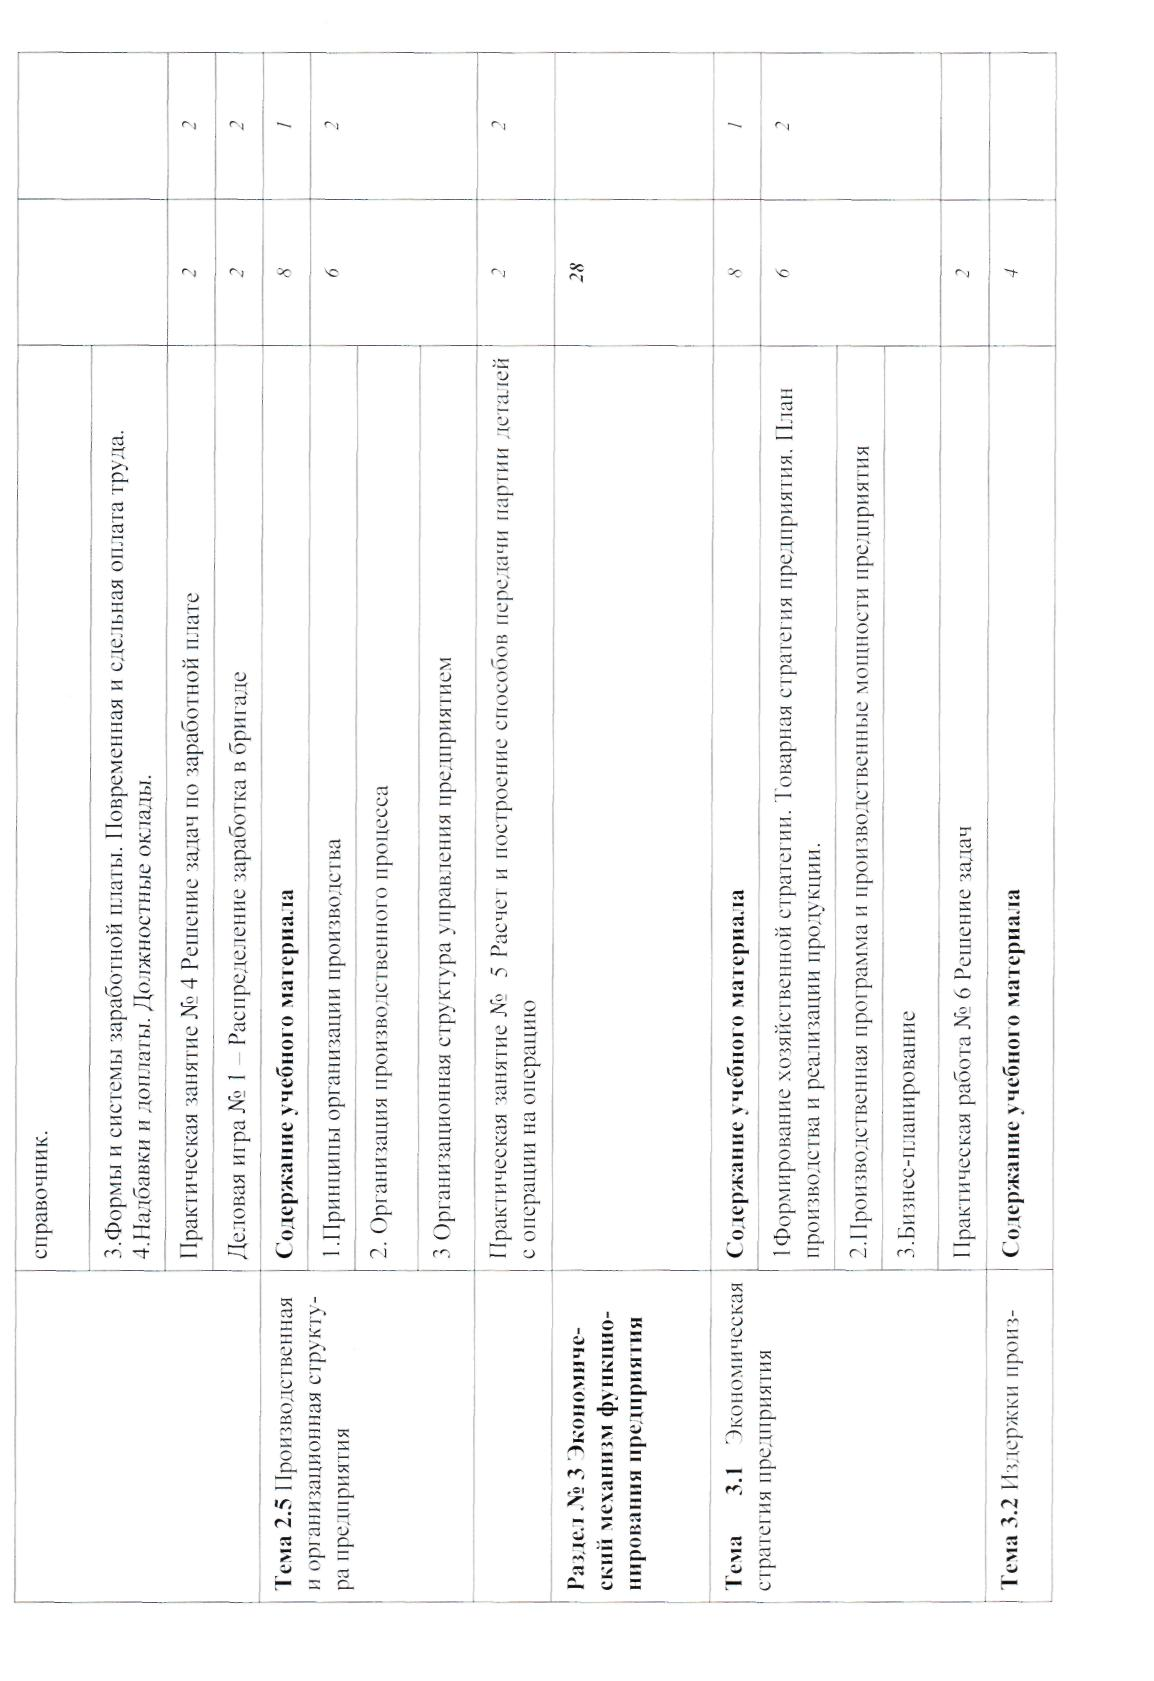 справочник.
3.Формы и системы заработной платы. Повременная и сдельная оплата труда.
4.Надбавки и доплаты. Должностные оклады.
Практическая занятие № 4 Решение задач по заработной плате
2
2
Деловая игра № 1 – Распределение заработка в бригаде
2
2
Тема 2.5 Производственная
и организационная структу-
ра предприятия
Содержание учебного материала
8
1
1.Принципы организации производства
6
2
2. Организация производственного процесса
3 Организационная структура управления предприятием
Практическая занятие № 5 Расчет и построение способов передачи партии деталей
с операции на операцию
2
2
Раздел № 3 Экономиче-
ский механизм функцио-
нирования предприятия
28
Тема 3.1 Экономическая
стратегия предприятия
Содержание учебного материала
8
1
1Формирование хозяйственной стратегии. Товарная стратегия предприятия. План
производства и реализации продукции.
6
2
2.Производственная программа и производственные мощности предприятия
3.Бизнес-планирование
Практическая работа № 6 Решение задач
2
Тема 3.2 Издержки произ-
Содержание учебного материала
4